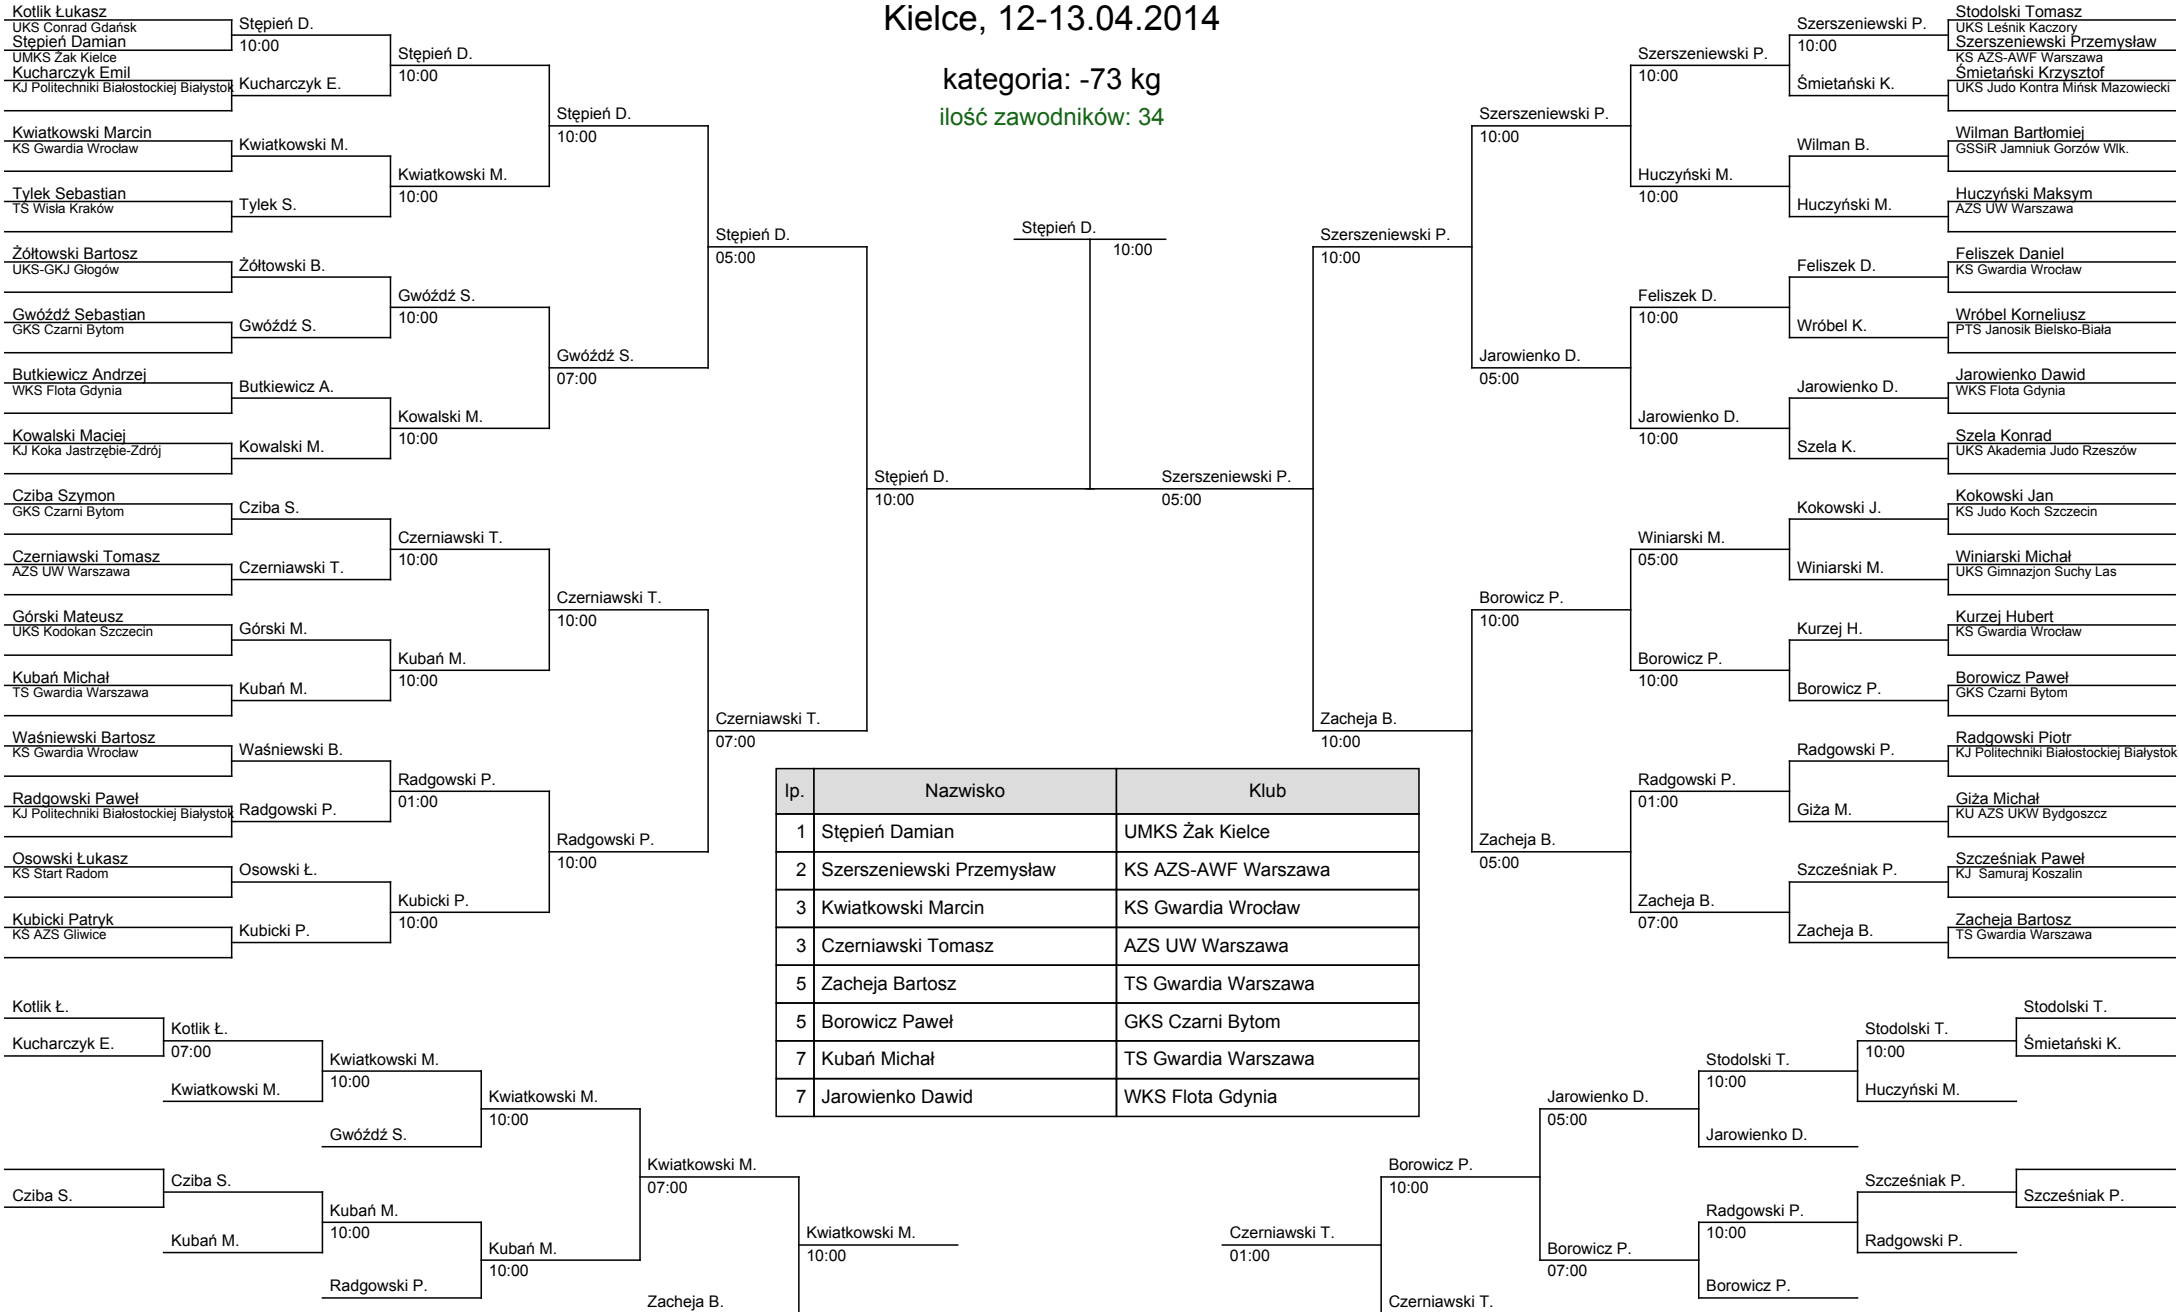 Kielce, 12-13.04.2014
kategoria: -73 kg
ilość zawodników: 34
Kotlik Łukasz
UKS Conrad Gdańsk
Stępień Damian
UMKS Żak Kielce
Kucharczyk Emil
KJ Politechniki Białostockiej Białystok
Kwiatkowski Marcin
KS Gwardia Wrocław
Tylek Sebastian
TS Wisła Kraków
Żółtowski Bartosz
UKS-GKJ Głogów
Gwóźdź Sebastian
GKS Czarni Bytom
Butkiewicz Andrzej
WKS Flota Gdynia
Kowalski Maciej
KJ Koka Jastrzębie-Zdrój
Cziba Szymon
GKS Czarni Bytom
Czerniawski Tomasz
AZS UW Warszawa
Górski Mateusz
UKS Kodokan Szczecin
Kubań Michał
TS Gwardia Warszawa
Waśniewski Bartosz
KS Gwardia Wrocław
Radgowski Paweł
KJ Politechniki Białostockiej Białystok
Osowski Łukasz
KS Start Radom
Kubicki Patryk
KS AZS Gliwice
Stępień D.
10:00
Kucharczyk E.
Kwiatkowski M.
Tylek S.
Żółtowski B.
Gwóźdź S.
Butkiewicz A.
Kowalski M.
Cziba S.
Czerniawski T.
Górski M.
Kubań M.
Waśniewski B.
Radgowski P.
Osowski Ł.
Kubicki P.
Stępień D.
10:00
Kwiatkowski M.
10:00
Gwóźdź S.
10:00
Kowalski M.
10:00
Czerniawski T.
10:00
Kubań M.
10:00
Radgowski P.
01:00
Kubicki P.
10:00
Stępień D.
10:00
Gwóźdź S.
07:00
Czerniawski T.
10:00
Radgowski P.
10:00
Stępień D.
05:00
Czerniawski T.
07:00
Stępień D.
10:00
Stępień D.
10:00
Szerszeniewski P.
05:00
Szerszeniewski P.
10:00
Zacheja B.
10:00
Szerszeniewski P.
10:00
Jarowienko D.
05:00
Borowicz P.
10:00
Zacheja B.
05:00
Szerszeniewski P.
10:00
Huczyński M.
10:00
Feliszek D.
10:00
Jarowienko D.
10:00
Winiarski M.
05:00
Borowicz P.
10:00
Radgowski P.
01:00
Zacheja B.
07:00
Szerszeniewski P.
10:00
Śmietański K.
Wilman B.
Huczyński M.
Feliszek D.
Wróbel K.
Jarowienko D.
Szela K.
Kokowski J.
Winiarski M.
Kurzej H.
Borowicz P.
Radgowski P.
Giża M.
Szcześniak P.
Zacheja B.
Stodolski Tomasz
UKS Leśnik Kaczory
Szerszeniewski Przemysław
KS AZS-AWF Warszawa
Śmietański Krzysztof
UKS Judo Kontra Mińsk Mazowiecki
Wilman Bartłomiej
GSSiR Jamniuk Gorzów Wlk.
Huczyński Maksym
AZS UW Warszawa
Feliszek Daniel
KS Gwardia Wrocław
Wróbel Korneliusz
PTS Janosik Bielsko-Biała
Jarowienko Dawid
WKS Flota Gdynia
Szela Konrad
UKS Akademia Judo Rzeszów
Kokowski Jan
KS Judo Koch Szczecin
Winiarski Michał
UKS Gimnazjon Suchy Las
Kurzej Hubert
KS Gwardia Wrocław
Borowicz Paweł
GKS Czarni Bytom
Radgowski Piotr
KJ Politechniki Białostockiej Białystok
Giża Michał
KU AZS UKW Bydgoszcz
Szcześniak Paweł
KJ Samuraj Koszalin
Zacheja Bartosz
TS Gwardia Warszawa
lp. Nazwisko Klub
1 Stępień Damian UMKS Żak Kielce
2 Szerszeniewski Przemysław KS AZS-AWF Warszawa
3 Kwiatkowski Marcin KS Gwardia Wrocław
3 Czerniawski Tomasz AZS UW Warszawa
5 Zacheja Bartosz TS Gwardia Warszawa
5 Borowicz Paweł GKS Czarni Bytom
7 Kubań Michał TS Gwardia Warszawa
7 Jarowienko Dawid WKS Flota Gdynia
Kotlik Ł.
Kucharczyk E.
Cziba S.
Kotlik Ł.
07:00
Kwiatkowski M.
Cziba S.
Kubań M.
Kwiatkowski M.
10:00
Gwóźdź S.
Kubań M.
10:00
Radgowski P.
Kwiatkowski M.
10:00
Kubań M.
10:00
Kwiatkowski M.
07:00
Zacheja B.
Kwiatkowski M.
10:00
Czerniawski T.
01:00
Borowicz P.
10:00
Czerniawski T.
Jarowienko D.
05:00
Borowicz P.
07:00
Stodolski T.
10:00
Jarowienko D.
Radgowski P.
10:00
Borowicz P.
Stodolski T.
10:00
Huczyński M.
Szcześniak P.
Radgowski P.
Stodolski T.
Śmietański K.
Szcześniak P.